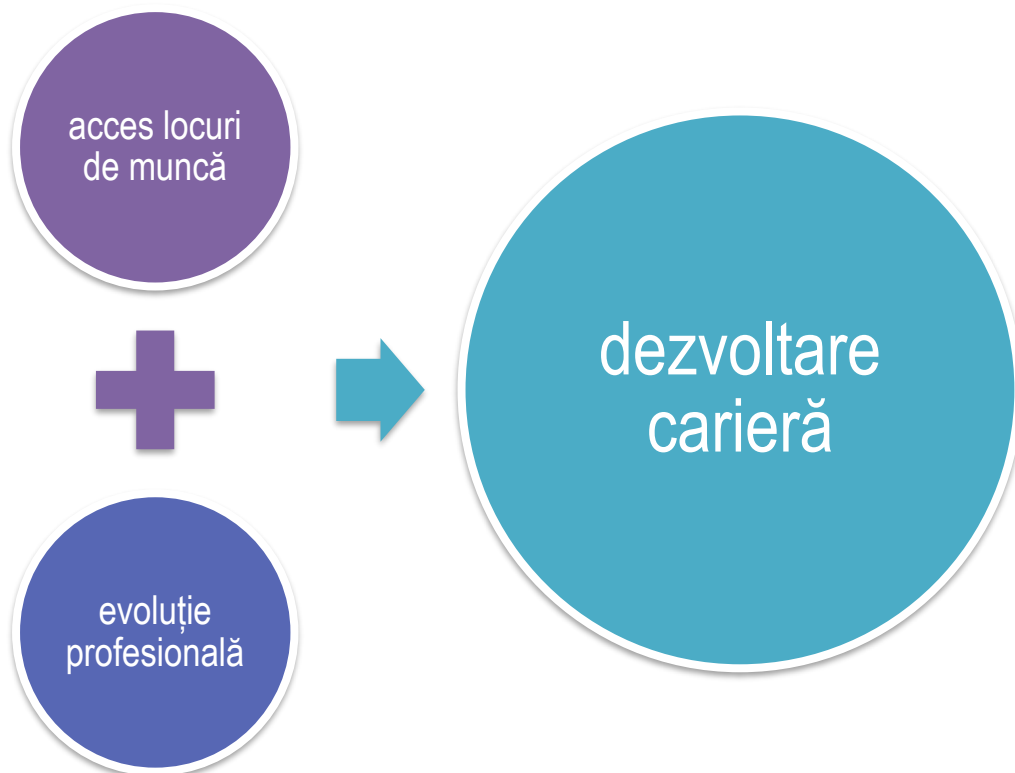 acces locuri
de muncă
evoluție
profesională
dezvoltare
carieră